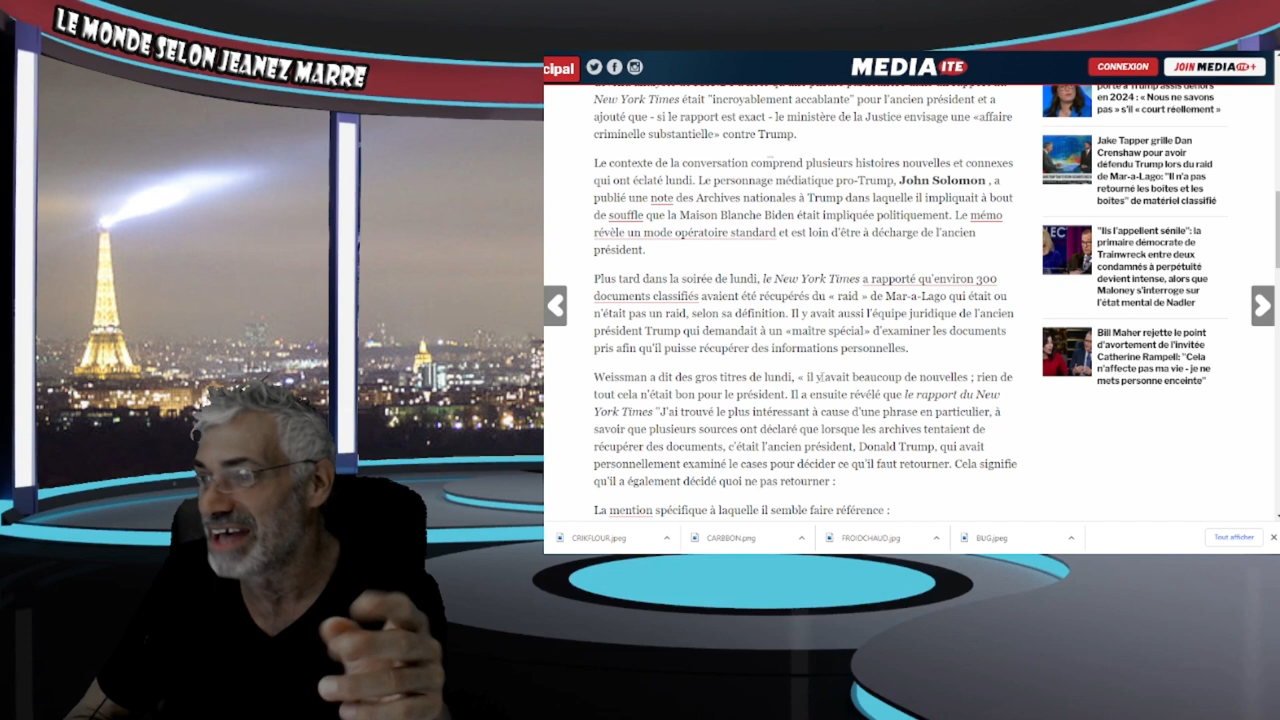 LE MONDE SELON JEANEZ MARRE
cipal
MEDIAITE
CONNEXION
JOIN MEDIAITE+
New York Times était "incroyablement accablante" pour l'ancien président et a
ajouté que - si le rapport est exact - le ministère de la Justice envisage une «affaire
criminelle substantielle» contre Trump.
Le contexte de la conversation comprend plusieurs histoires nouvelles et connexes
qui ont éclaté lundi. Le personnage médiatique pro-Trump, John Solomon , a
publié une note des Archives nationales à Trump dans laquelle il impliquait à bout
de souffle que la Maison Blanche Biden était impliquée politiquement. Le mémo
révèle un mode opératoire standard et est loin d'être à décharge de l'ancien
président.
Plus tard dans la soirée de lundi, le New York Times a rapporté qu'environ 300
documents classifiés avaient été récupérés du « raid » de Mar-a-Lago qui était ou
n'était pas un raid, selon sa définition. Il y avait aussi l'équipe juridique de l'ancien
président Trump qui demandait à un «maître spécial» d'examiner les documents
pris afin qu'il puisse récupérer des informations personnelles.
Weissman a dit des gros titres de lundi, « il y avait beaucoup de nouvelles ; rien de
tout cela n'était bon pour le président. Il a ensuite révélé que le rapport du New
York Times "J'ai trouvé le plus intéressant à cause d'une phrase en particulier, à
savoir que plusieurs sources ont déclaré que lorsque les archives tentaient de
récupérer des documents, c'était l'ancien président, Donald Trump, qui avait
personnellement examiné le cases pour décider ce qu'il faut retourner. Cela signifie
qu'il a également décidé quoi ne pas retourner :
La mention spécifique à laquelle il semble faire référence :
porte à Trump assis dehors
en 2024 : « Nous ne savons
pas » s'il « court réellement »
Jake Tapper grille Dan
Crenshaw pour avoir
défendu Trump lors du raid
de Mar-a-Lago: "Il n'a pas
retourné les boîtes et les
boîtes" de matériel classifié
"Ils l'appellent sénile": la
primaire démocrate de
Trainwreck entre deux
condamnés à perpétuité
devient intense, alors que
Maloney s'interroge sur
l'état mental de Nadler
Bill Maher rejette le point
d'avortement de l'invitée
Catherine Rampell: "Cela
n'affecte pas ma vie - je ne
mets personne enceinte"
CRIKFLOUR.jpeg
CARBBON.png
FROIDCHAUD.jpg
BUG.jpeg
Tout afficher